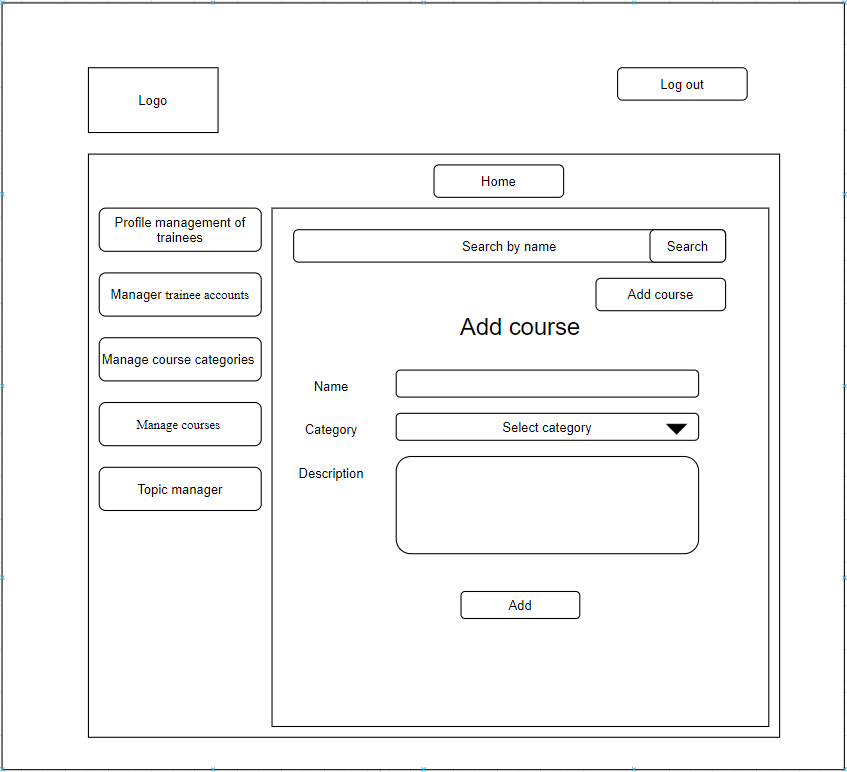 Logo
Log out
Home
Profile management of
trainees
Manager trainee accounts
Manage course categories
Manage courses
Topic manager
Search by name
Search
Add course
Add course
Name
Category
Select category
Description
Add